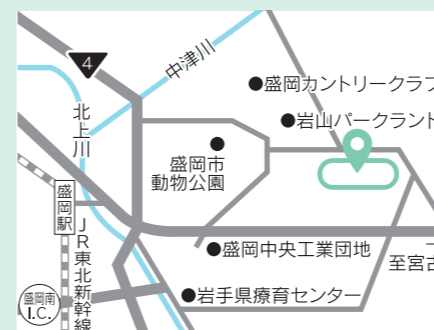 4
中津川
北上川
●盛岡カントリークラブ
●岩山パークランド
盛岡市
動物公園
盛岡駅
JR東北新幹線
●盛岡中央工業団地
至宮古
●岩手県療育センター
盛岡南
I.C.